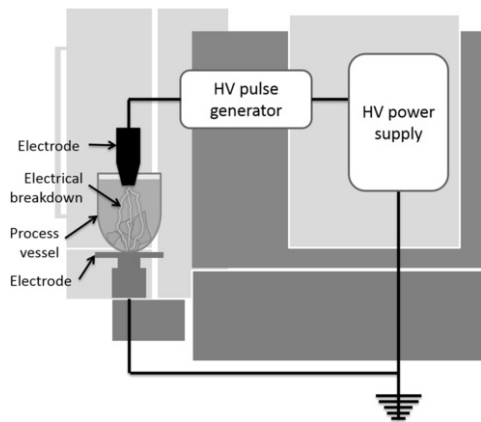 HV pulse
generator
HV power
supply
Electrode
Electrical
breakdown
Process
vessel
Electrode